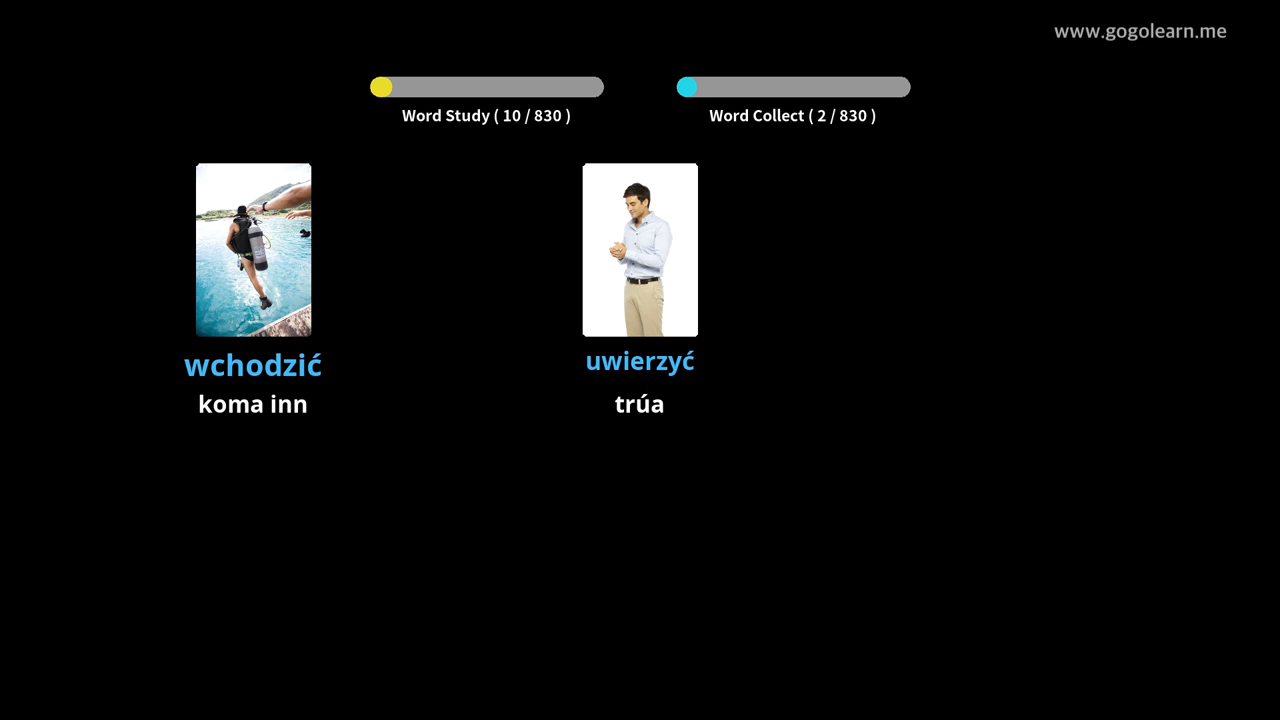 www.gogolearn.me
Word Study ( 10 / 830 )
Word Collect ( 2 / 830 )
wchodzić
koma inn
uwierzyć
trúa